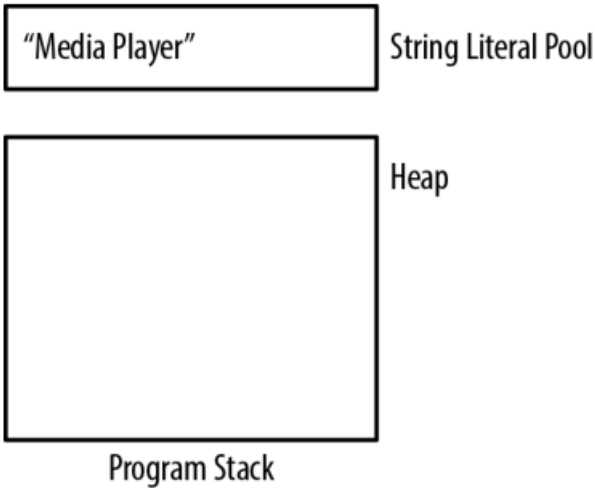 “Media Player”
String Literal Pool
Heap
Program Stack